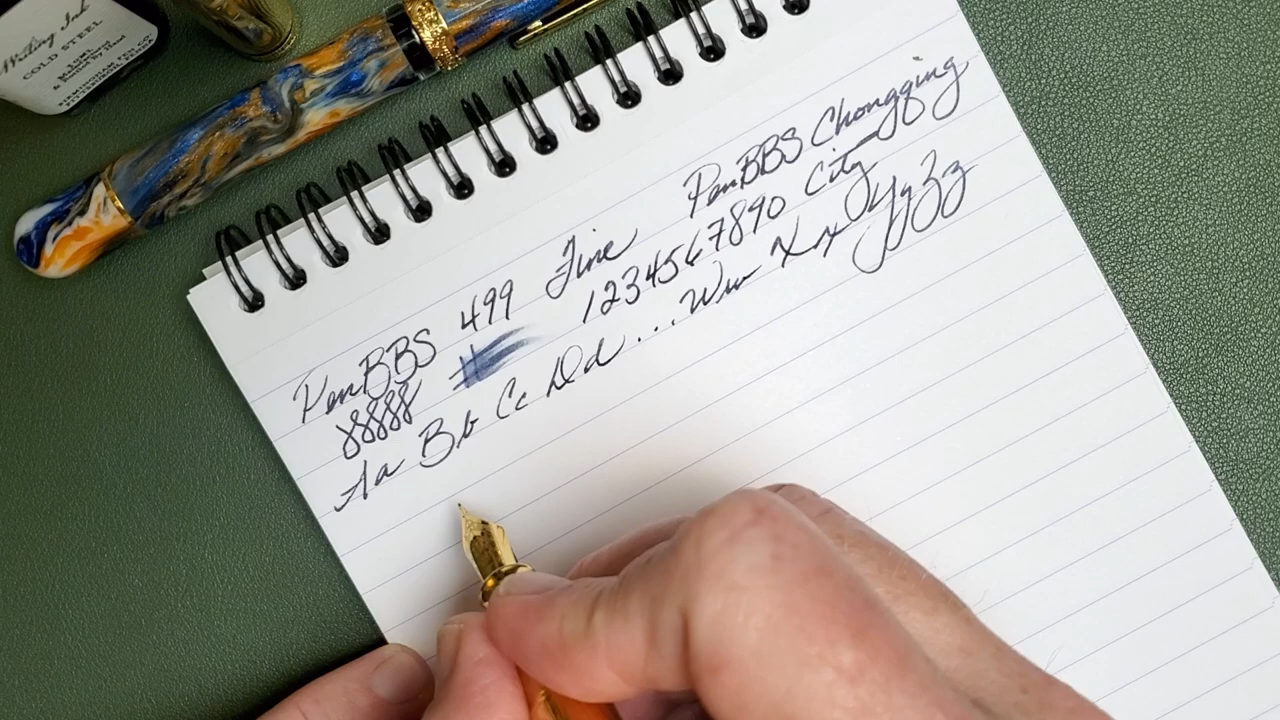 Writing Ink
COLD STEEL
PenBBS 499 Fine PenBBS Chongqing
8888 1234567890 City
Aa Bb Cc Dd... Ww Xx Yy Zz